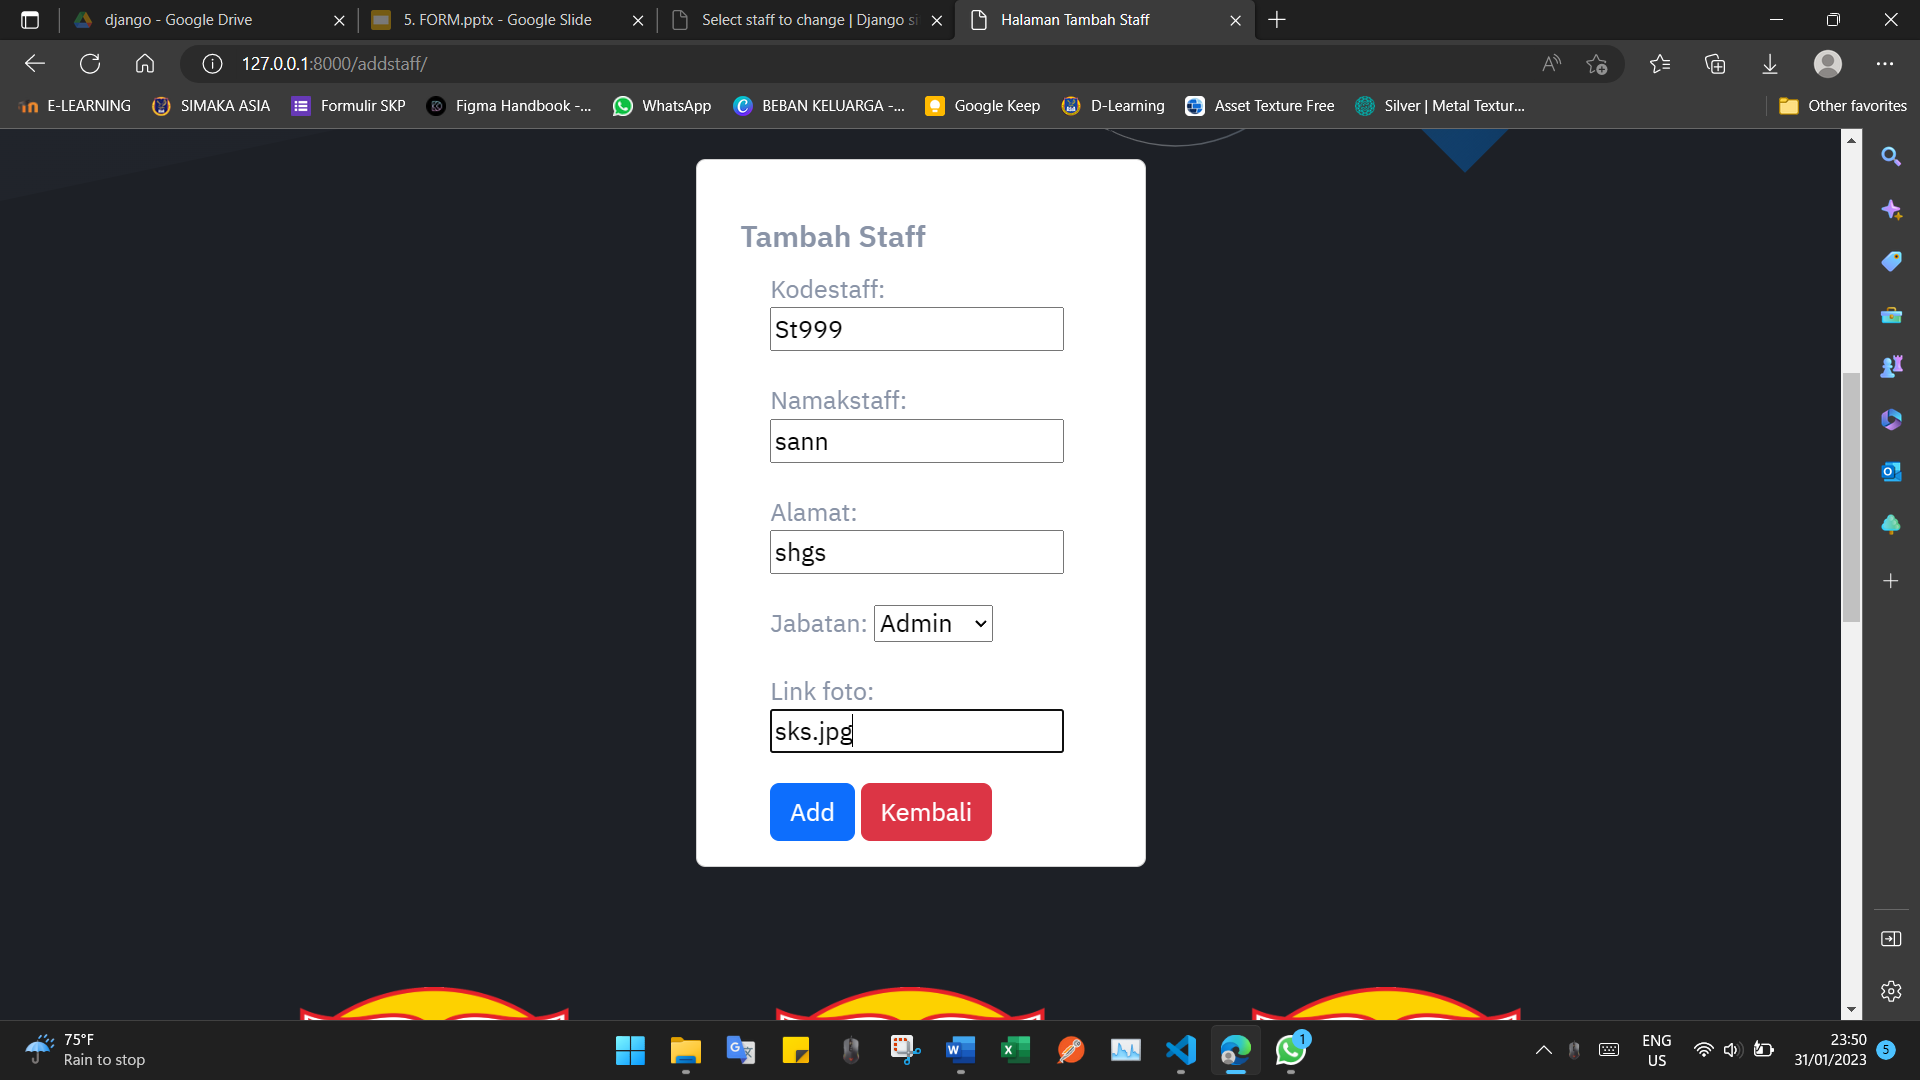 django - Google Drive
5. FORM.pptx - Google Slide
Select staff to change | Django si
Halaman Tambah Staff
127.0.0.1:8000/addstaff/
E-LEARNING
SIMAKA ASIA
Formulir SKP
Figma Handbook -...
WhatsApp
BEBAN KELUARGA -...
Google Keep
D-Learning
Asset Texture Free
Silver | Metal Textur...
Other favorites
Tambah Staff
Kodestaff:
St999
Namakstaff:
sann
Alamat:
shgs
Jabatan: Admin
Link foto:
sks.jpg
Add Kembali
75°F
Rain to stop
1
ENG
US
23:50
31/01/2023
5